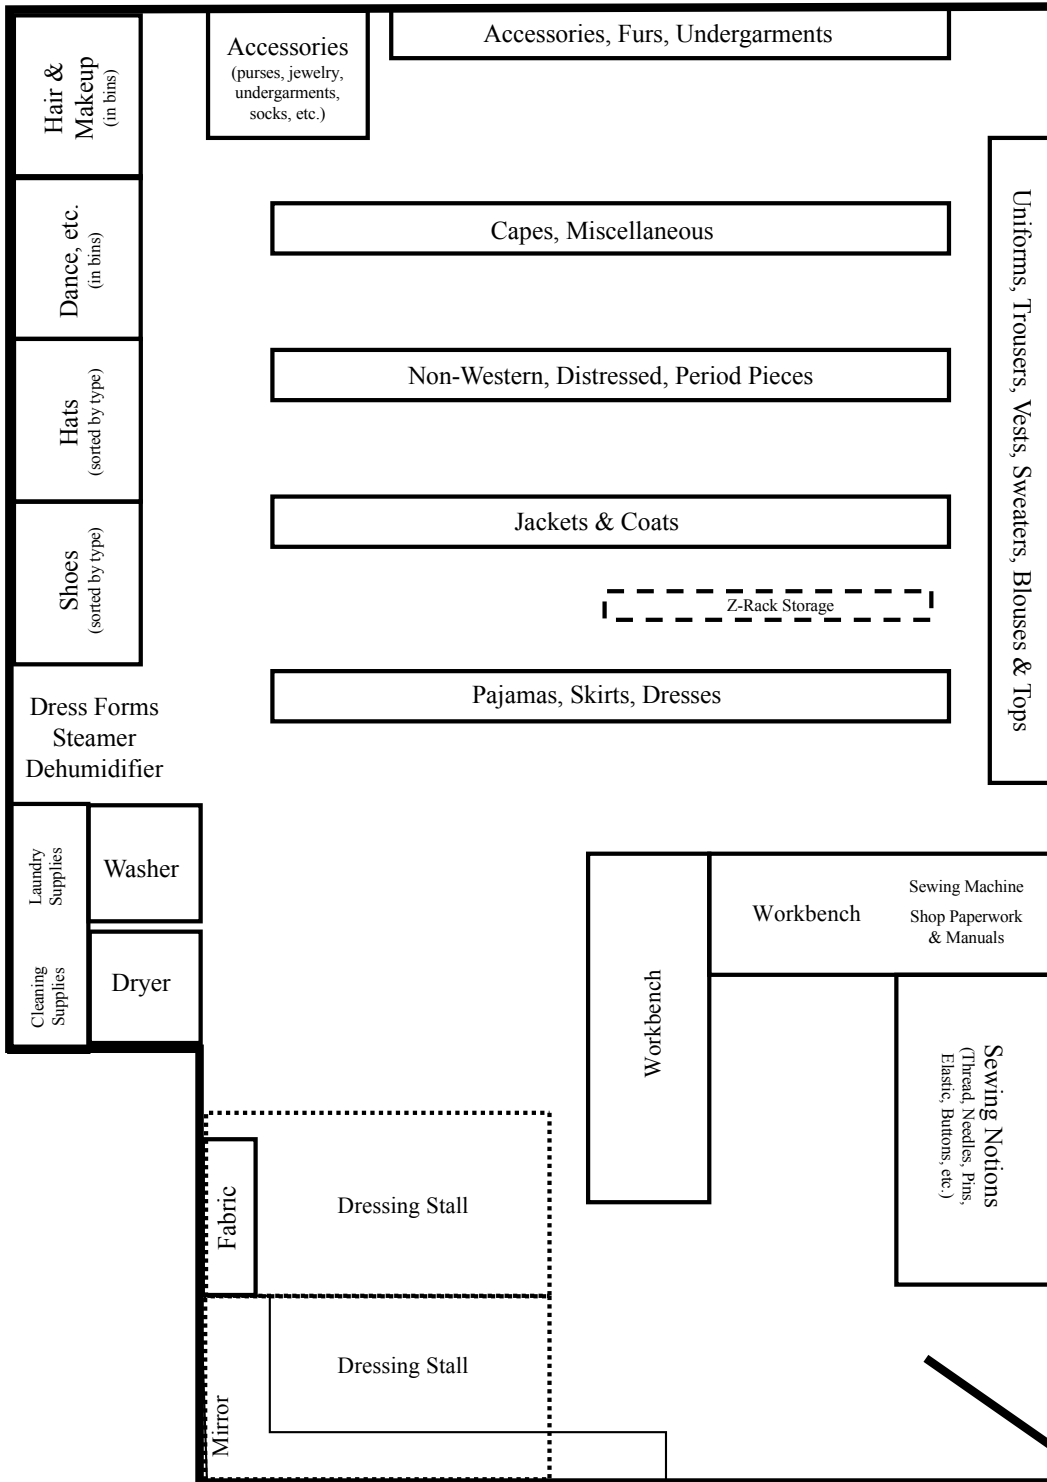 Hair &
Makeup
(in bins)
Accessories
(purses, jewelry,
undergarments,
socks, etc.)
Accessories, Furs, Undergarments
Dance, etc.
(in bins)
Capes, Miscellaneous
Uniforms, Trousers, Vests, Sweaters, Blouses & Tops
Hats
(sorted by type)
Non-Western, Distressed, Period Pieces
Shoes
(sorted by type)
Jackets & Coats
Z-Rack Storage
Pajamas, Skirts, Dresses
Dress Forms
Steamer
Dehumidifier
Laundry
Supplies
Washer
Cleaning
Supplies
Dryer
Workbench
Workbench
Sewing Machine
Shop Paperwork
& Manuals
Sewing Notions
(Thread, Needles, Pins,
Elastic, Buttons, etc.)
Fabric
Dressing Stall
Mirror
Dressing Stall